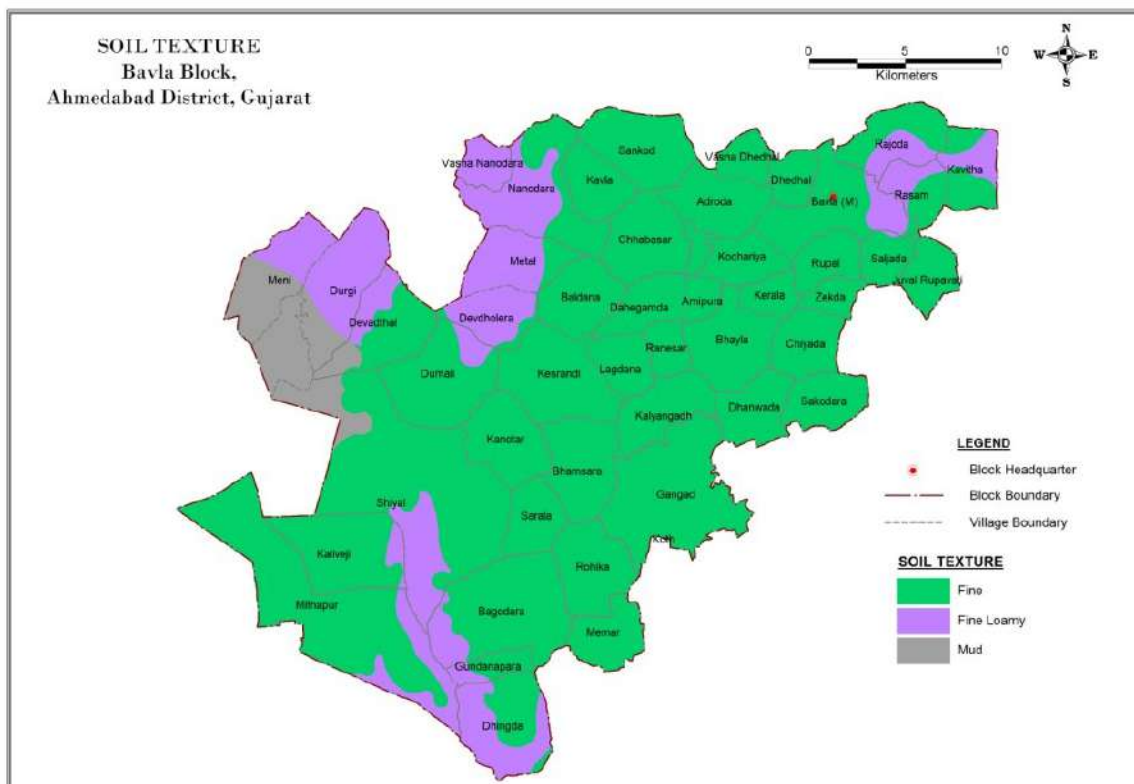 SOIL TEXTURE
Bavla Block,
Ahmedabad District, Gujarat
0 5 10
Kilometers
N
W E
S
Vasna Nanodara
Nanodara
Sankod
Kavla
Vasna Dhedhal
Dhedhal
Rajoda
Kavitha
Rasam
Adroda
Bavla (M)
Chhabasar
Kochariya
Rupal
Saljada
Juval Rupavati
Metal
Meni
Durgi
Devadthal
Devdholera
Baldana
Dahegamda
Amipura
Kerala
Zekda
Dumali
Kesrandi
Lagdana
Ranesar
Bhayla
Chiyada
Kalyangadh
Dhanwada
Sakodara
Kanotar
Bhamsara
Gangad
Shiyal
Sarala
Kaliveji
Rohika
Koth
Mithapur
Bagodara
Memar
Gundanapara
Dhingda
LEGEND
Block Headquarter
Block Boundary
Village Boundary
SOIL TEXTURE
Fine
Fine Loamy
Mud